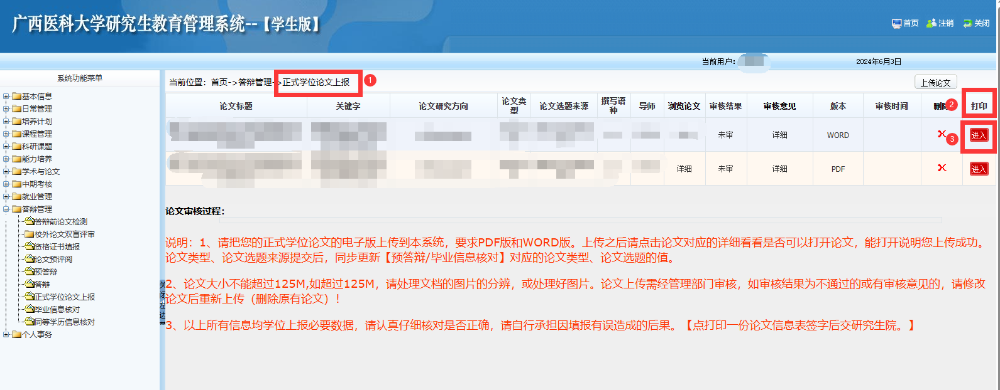 广西医科大学研究生教育管理系统--【学生版】
首页 注销 关闭
当前用户： 2024年6月3日
系统功能菜单
基本信息
日常管理
培养计划
课程管理
科研课题
能力培养
学术与论文
中期考核
就业管理
答辩管理
答辩前论文检测
校外论文双盲评审
资格证书填报
论文预评阅
预答辩
答辩
正式学位论文上报
毕业信息核对
同等学历信息核对
个人事务
关
闭
左
边
当前位置：首页->答辩管理->正式学位论文上报 1
上传论文
论文标题 关键字 论文研究方向 论文类型 论文选题来源 撰写语种 导师 浏览论文 审核结果 审核意见 版本 审核时间 删除 2 打印
未审 详细 WORD 3 进入
详细 未审 详细 PDF 进入
论文审核过程：
说明：1、请把您的正式学位论文的电子版上传到本系统，要求PDF版和WORD版。上传之后请点击论文对应的详细看看是否可以打开论文，能打开说明您上传成功。
论文类型、论文选题来源提交后，同步更新【预答辩/毕业信息核对】对应的论文类型、论文选题的值。
2、论文大小不能超过125M,如超过125M，请处理文档的图片的分辨，或处理好图片。论文上传需经管理部门审核，如审核结果为不通过的或有审核意见的，请修改
论文后重新上传（删除原有论文）！
3、以上所有信息均学位上报必要数据，请认真仔细核对是否正确，请自行承担因填报有误造成的后果。【点打印一份论文信息表签字后交研究生院。】